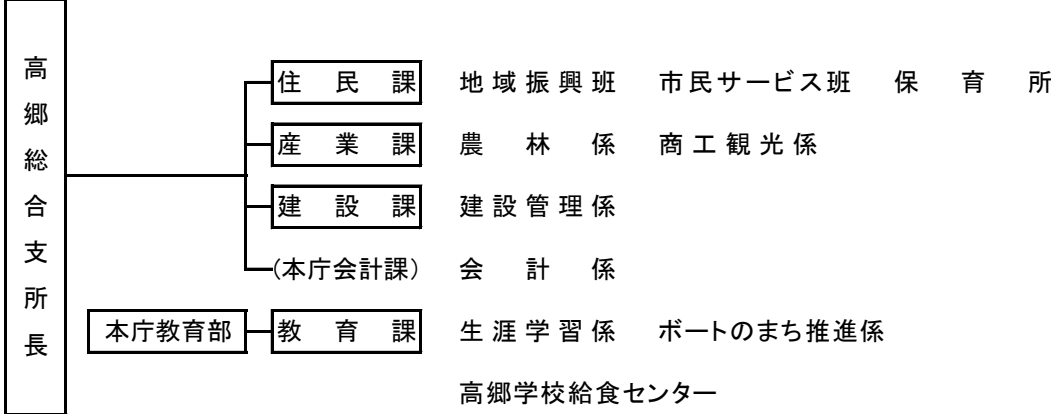 高郷総合支所長
住民課 地域振興班 市民サービス班 保育所
産業課 農林係 商工観光係
建設課 建設管理係
(本庁会計課) 会計係
本庁教育部 教育課 生涯学習係 ボートのまち推進係
高郷学校給食センター